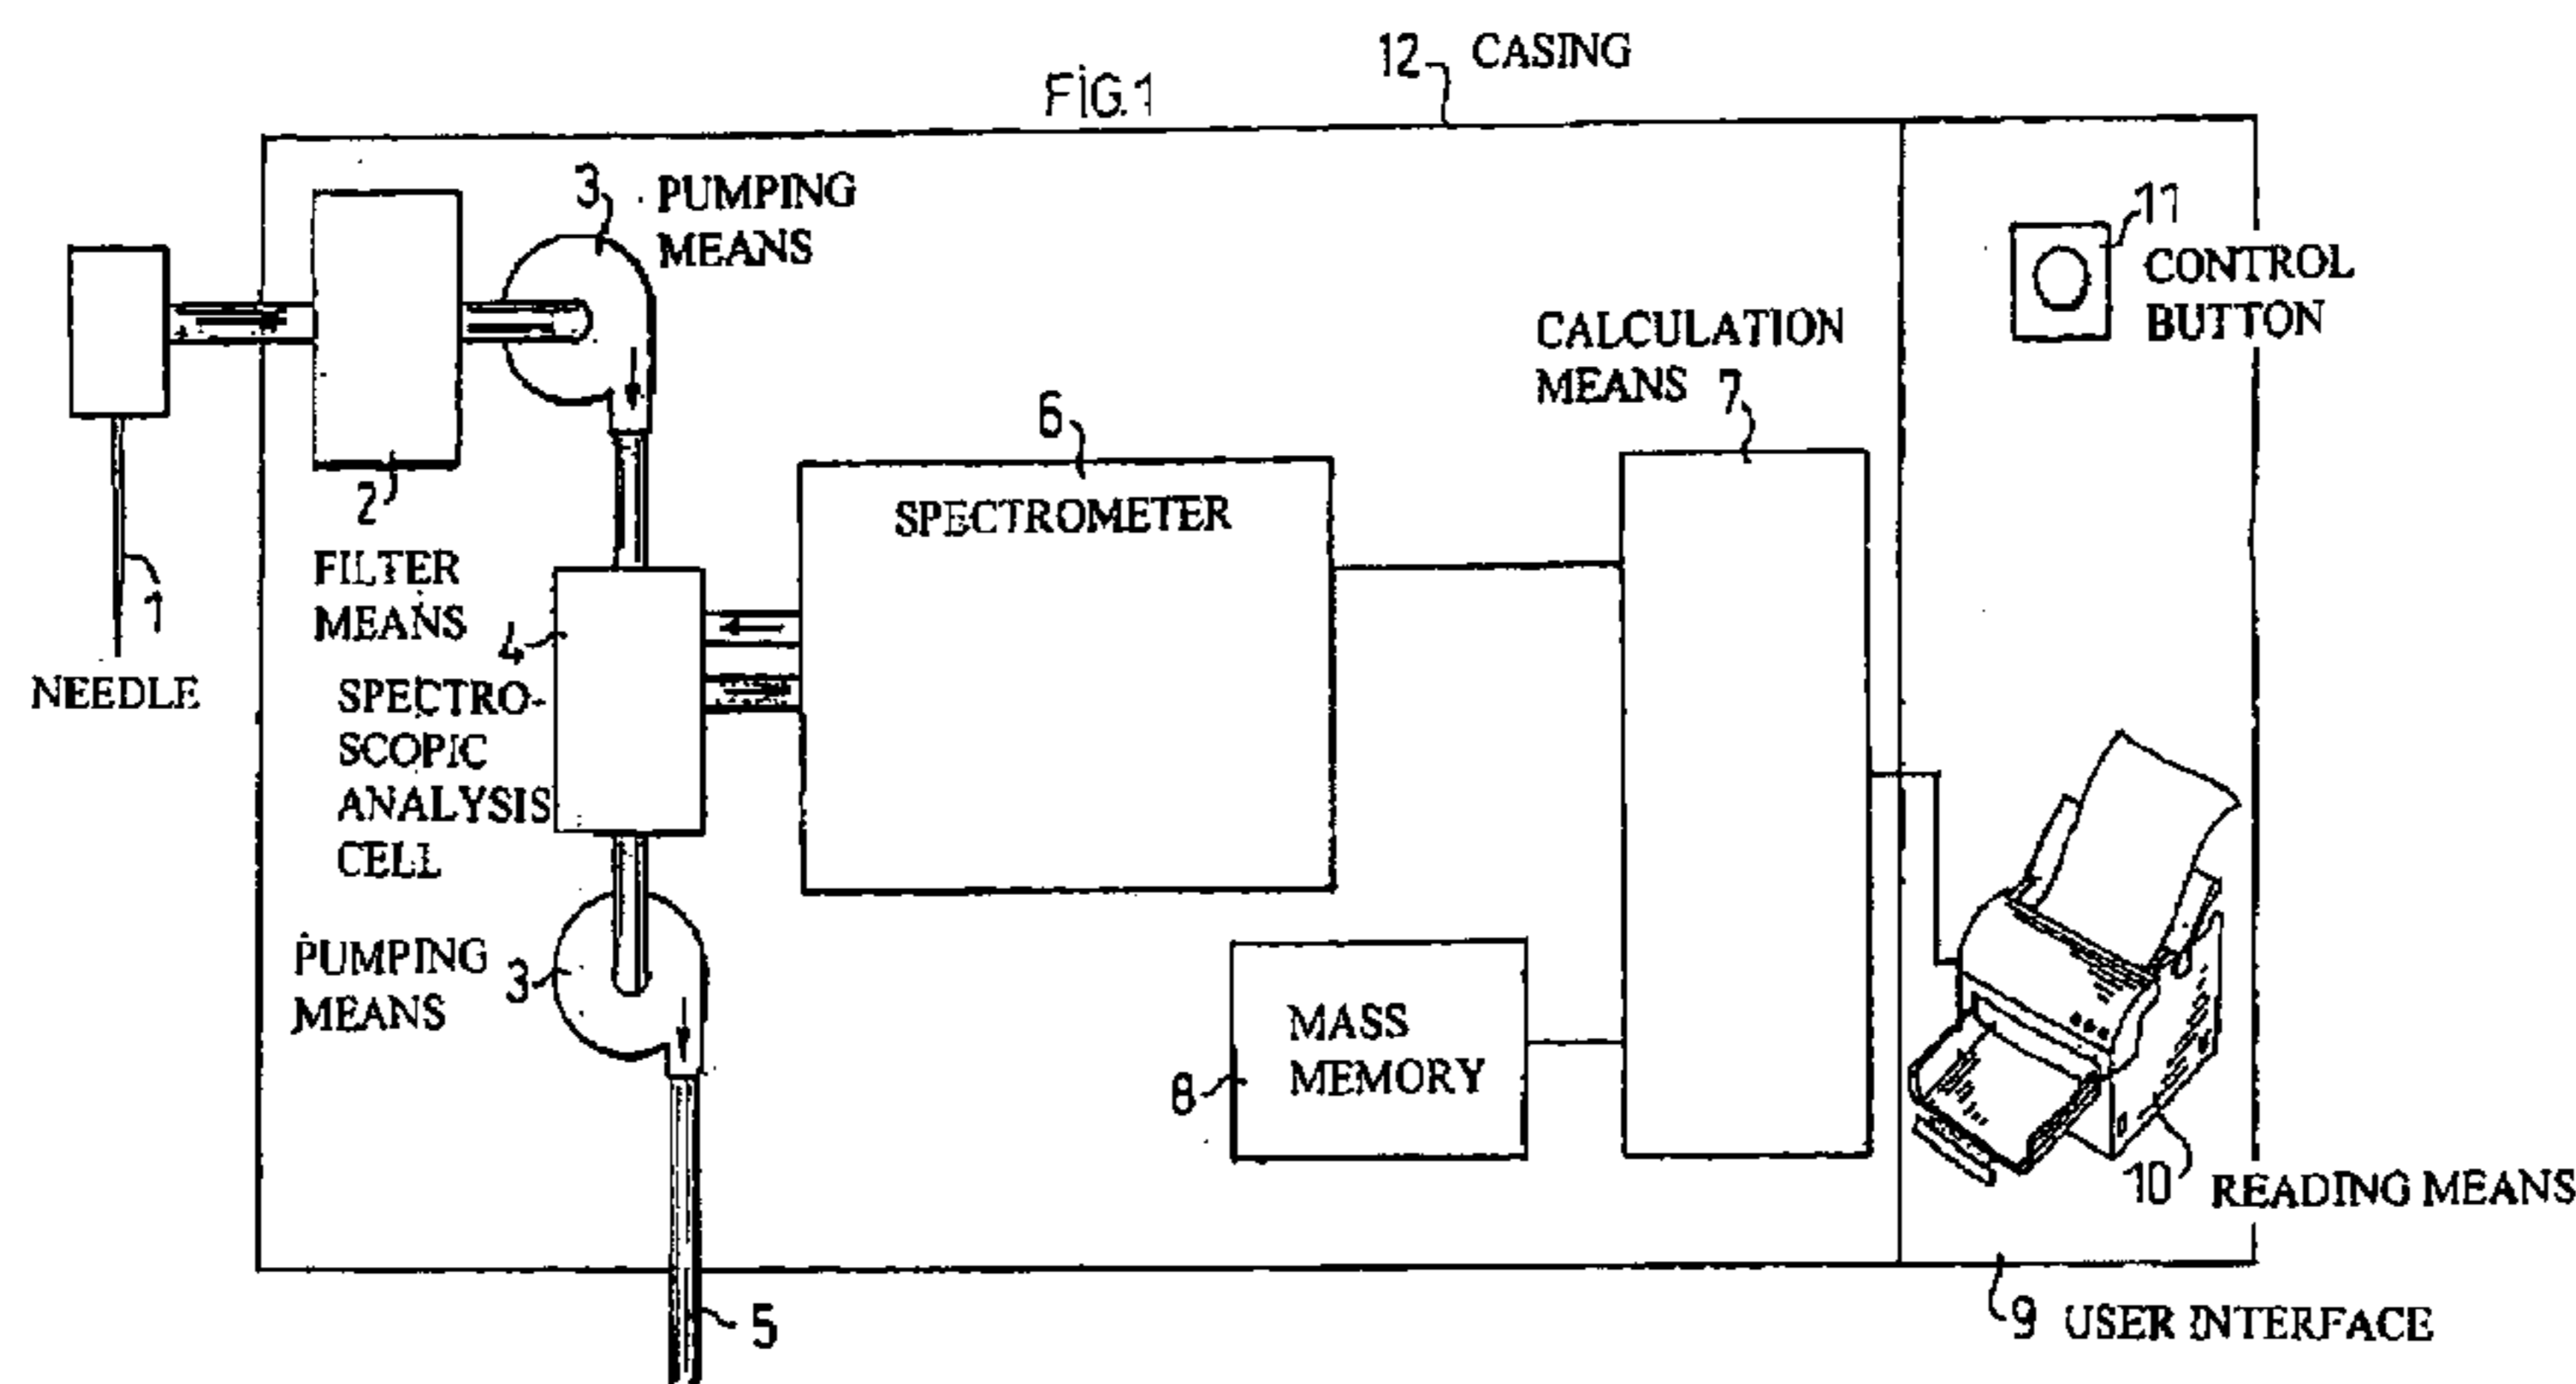 FIG.1
12 CASING
3 PUMPING
MEANS
11
CONTROL
BUTTON
CALCULATION
MEANS 7
6
SPECTROMETER
2
FILTER
MEANS
1
NEEDLE
4
SPECTRO-
SCOPIC
ANALYSIS
CELL
PUMPING
MEANS 3
MASS
MEMORY
8
10 READING MEANS
5
9 USER INTERFACE